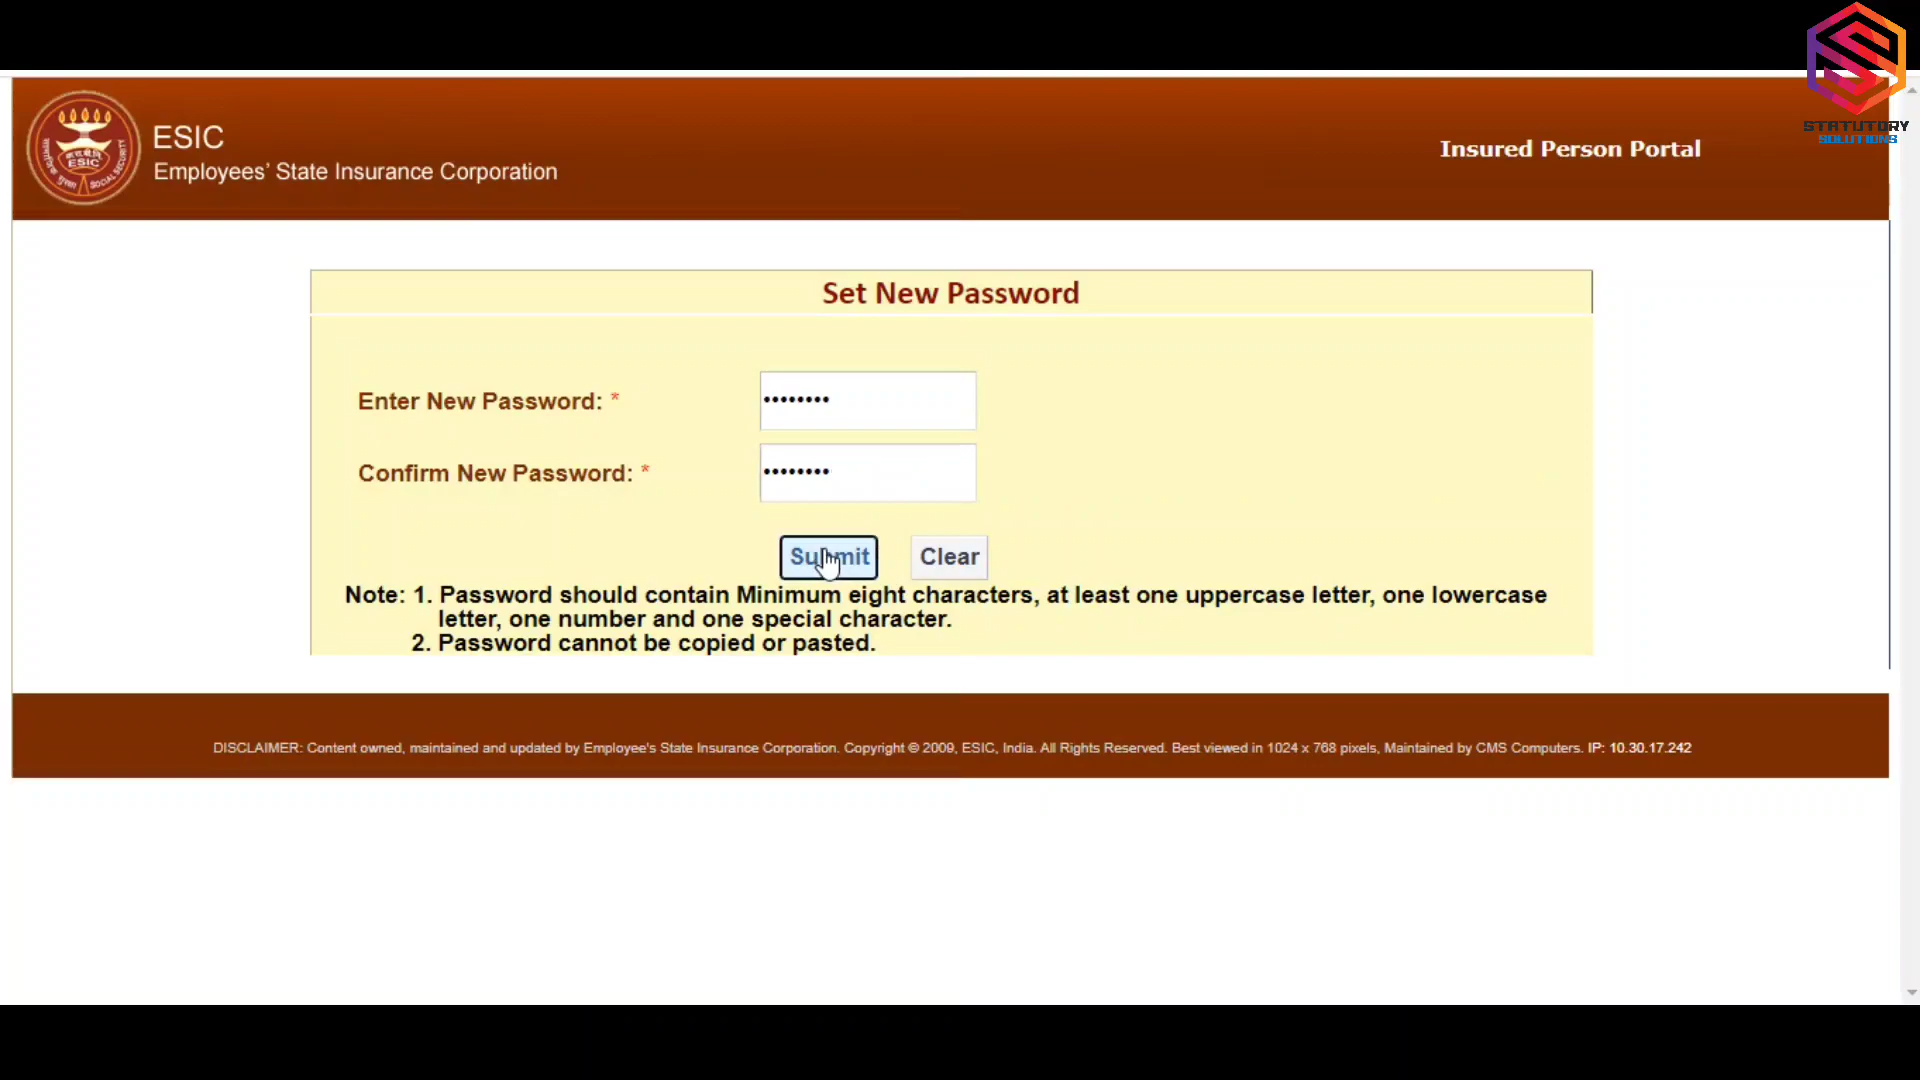 STATUTORY
SOLUTIONS
ESIC
ESIC
Employees' State Insurance Corporation
Insured Person Portal
Set New Password
Enter New Password: *
••••••••
Confirm New Password: *
••••••••
Submit
Clear
Note: 1. Password should contain Minimum eight characters, at least one uppercase letter, one lowercase
letter, one number and one special character.
2. Password cannot be copied or pasted.
DISCLAIMER: Content owned, maintained and updated by Employee's State Insurance Corporation. Copyright © 2009, ESIC, India. All Rights Reserved. Best viewed in 1024 x 768 pixels, Maintained by CMS Computers. IP: 10.30.17.242